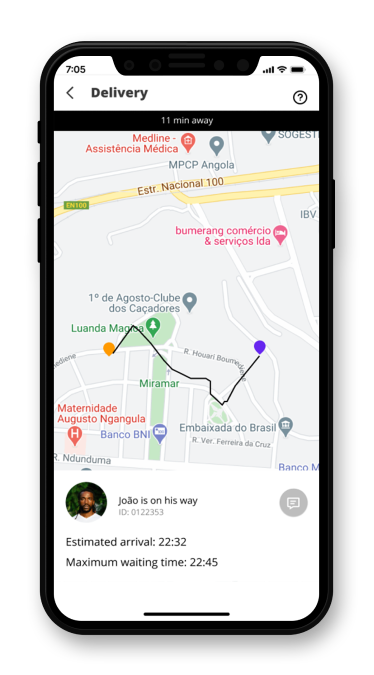 7:05
Delivery
?
11 min away
Medline -
Assistência Médica
SOGEST
MPCP Angola
Estr. Nacional 100
EN100
IBV
bumerang comércio
& serviços lda
1º de Agosto-Clube
dos Caçadores
Luanda Magica
ediene
R. Houari Boumediene
Miramar
Maternidade
Augusto Ngangula
H
Banco BNI
Embaixada do Brasil
R. Ver. Ferreira da Cruz
R. Ndunduma
Banco M
João is on his way
ID: 0122353
Estimated arrival: 22:32
Maximum waiting time: 22:45